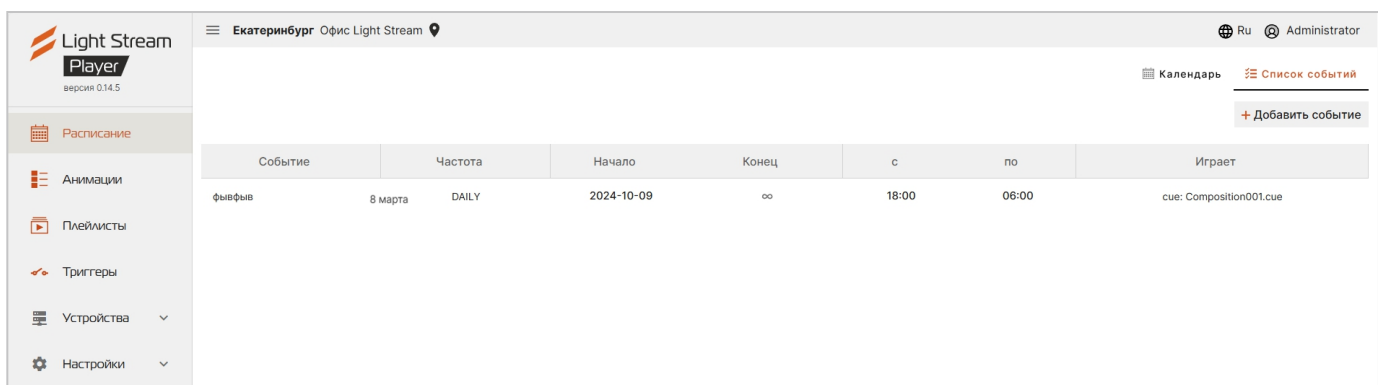 Light Stream
Player
версия 0.14.5
Екатеринбург Офис Light Stream
Ru Administrator
Календарь Список событий
+ Добавить событие
Расписание
Анимации
Плейлисты
Триггеры
Устройства
Настройки
Событие Частота Начало Конец с по Играет
фывфыв 8 марта DAILY 2024-10-09 ∞ 18:00 06:00 cue: Composition001.cue